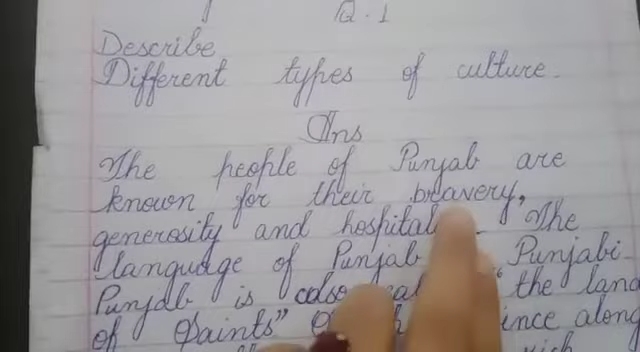 Q.1
Describe
Different types of culture.
Ans
The people of Punjab are
known for their bravery,
generosity and The
language of Punjab Punjabi
Punjab is also "the land
of Saints" ince along